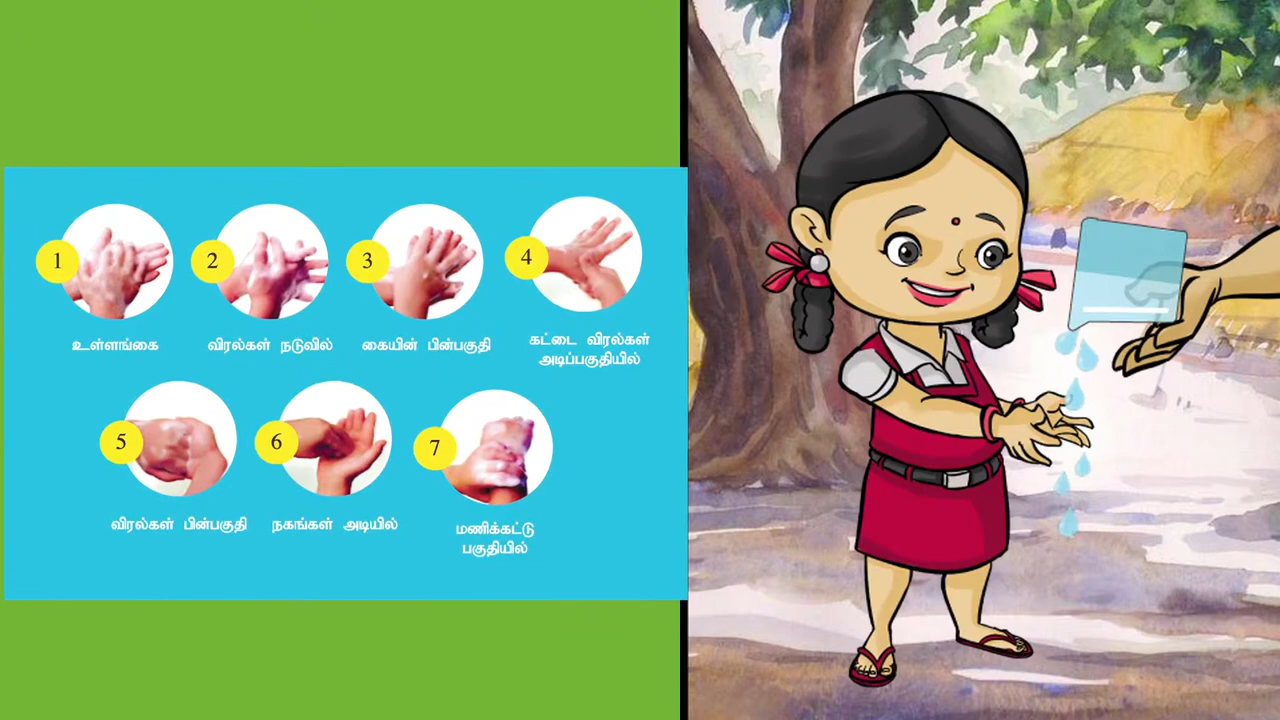 1
உள்ளங்கை
2
விரல்கள் நடுவில்
3
கையின் பின்பகுதி
4
கட்டை விரல்கள்
அடிப்பகுதியில்
5
விரல்கள் பின்பகுதி
6
நகங்கள் அடியில்
7
மணிக்கட்டு
பகுதியில்